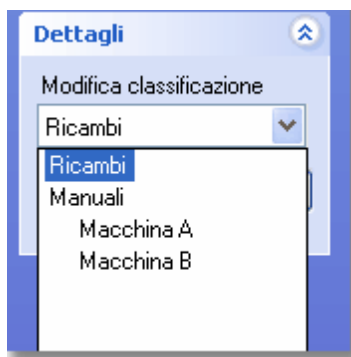 Dettagli
Modifica classificazione
Ricambi
Ricambi
Manuali
Macchina A
Macchina B